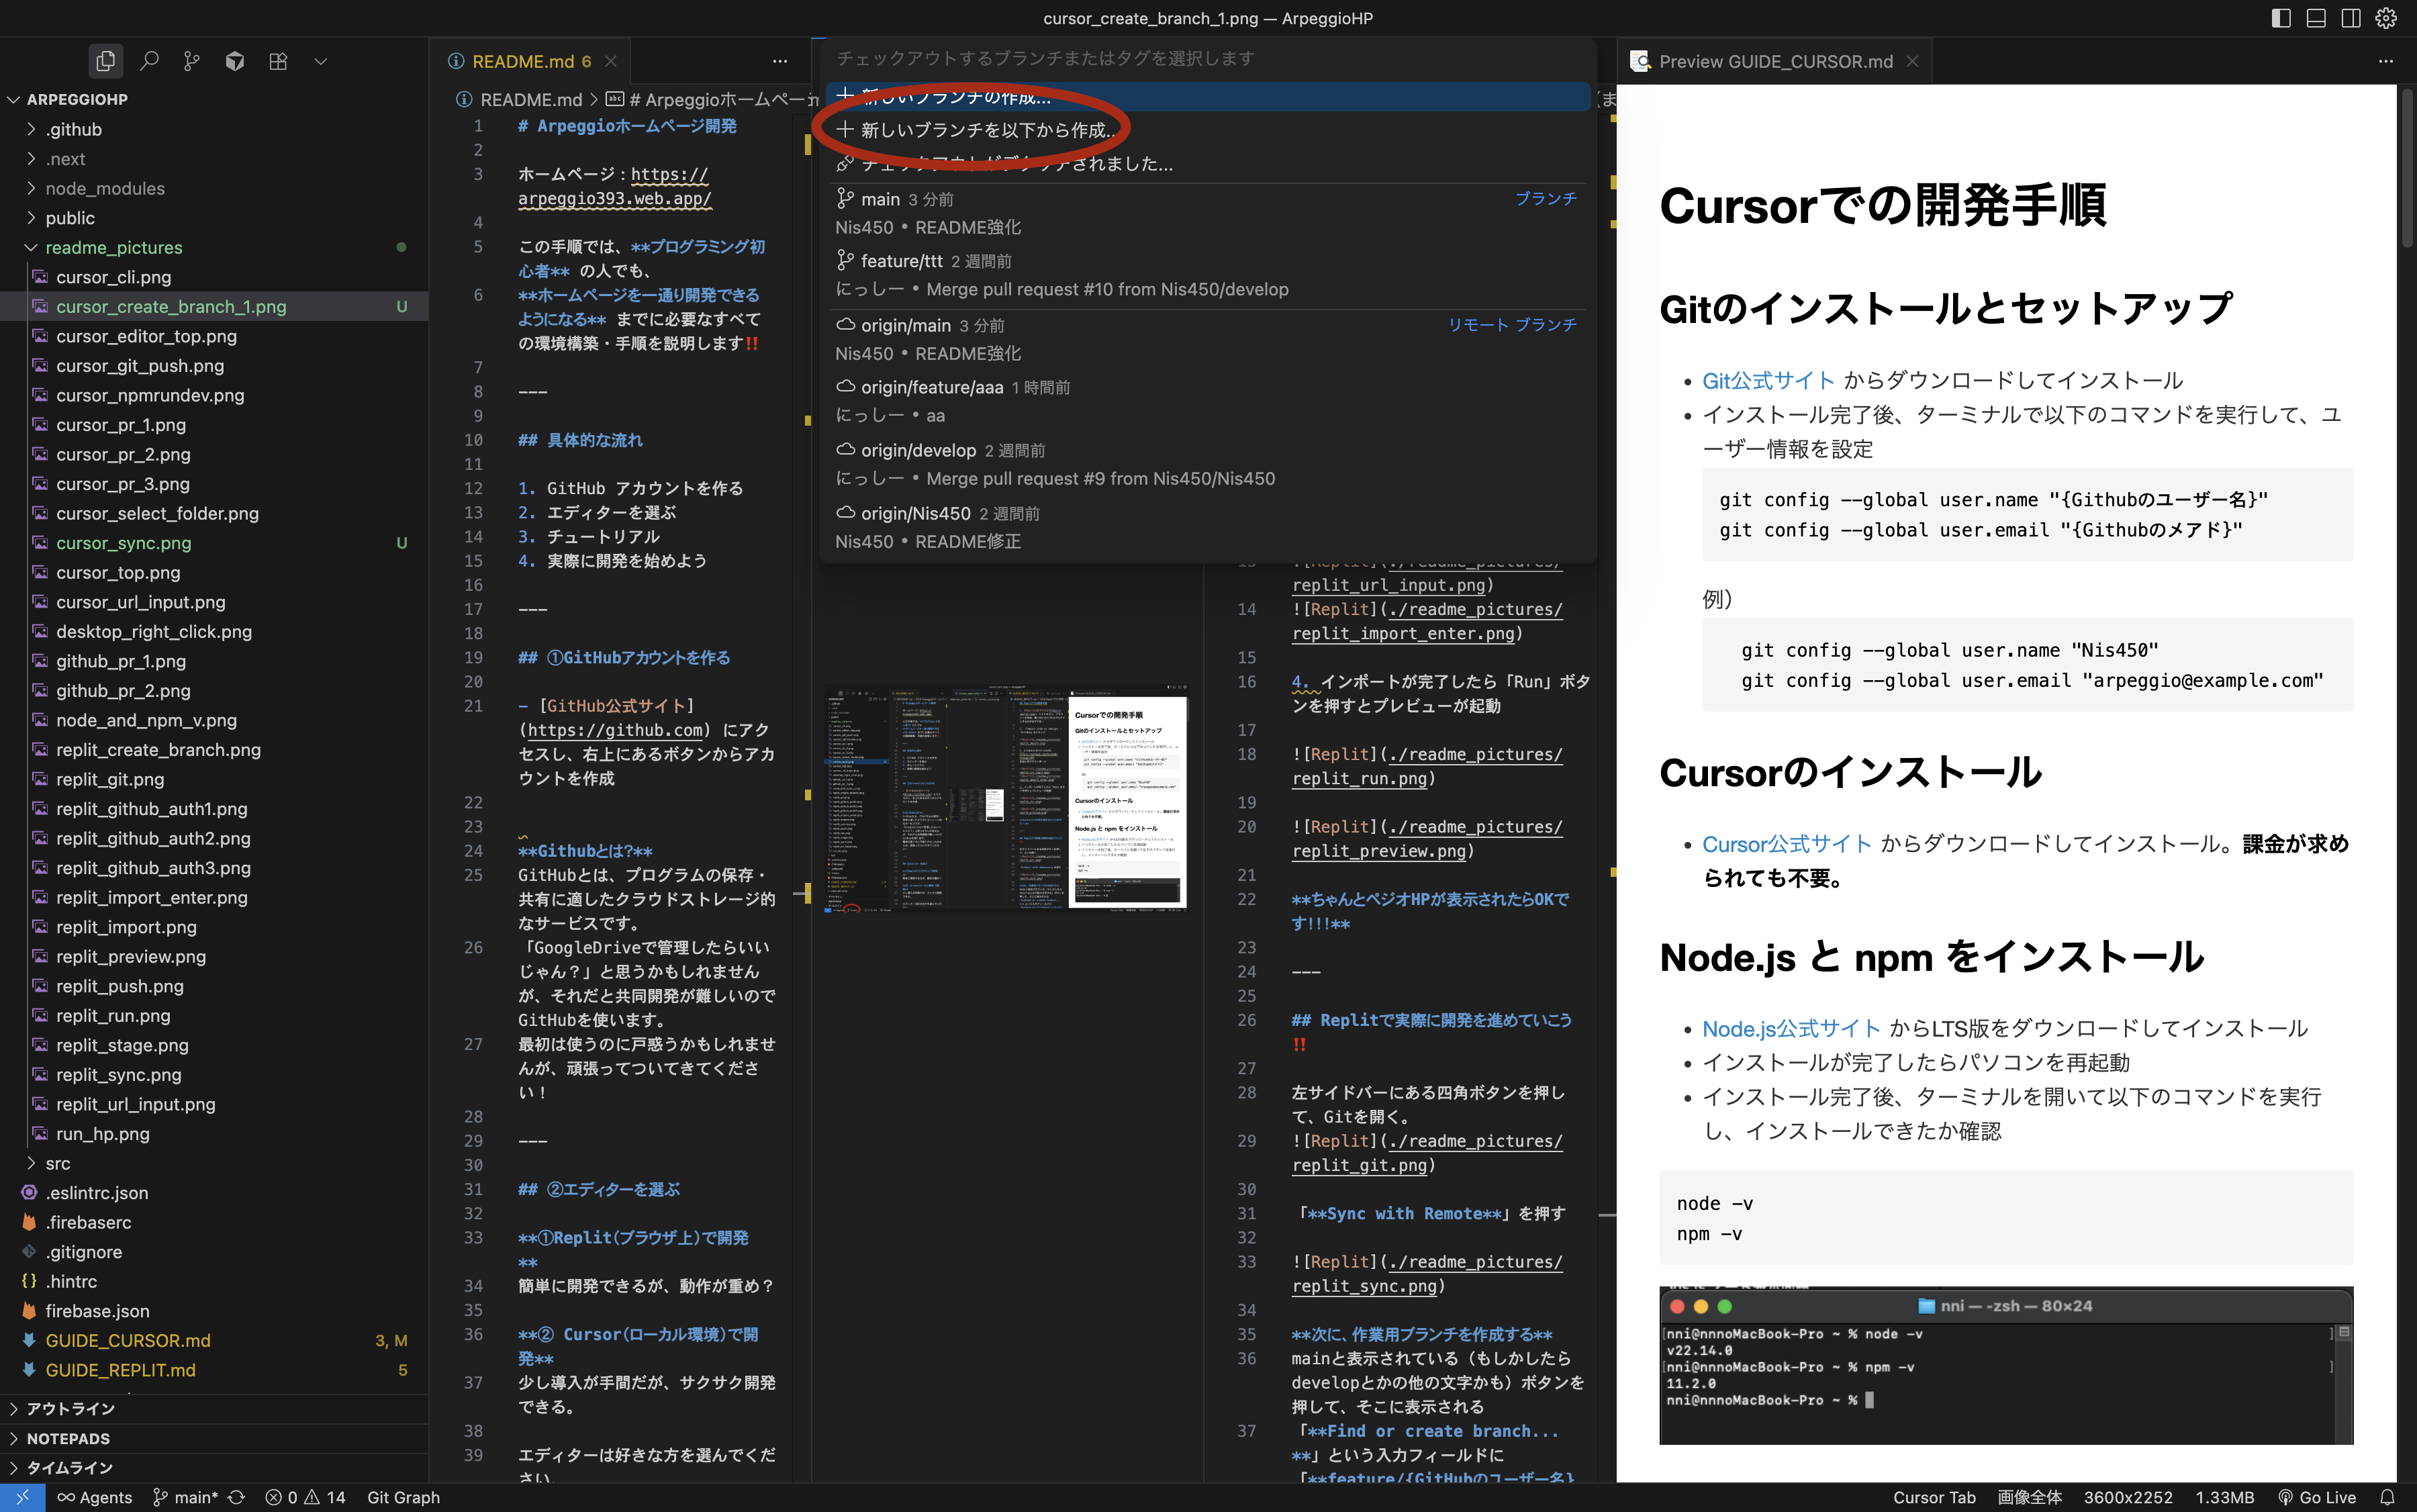 cursor_create_branch_1.png — ArpeggioHP
ARPEGGIOHP
.github
.next
node_modules
public
readme_pictures
cursor_cli.png
cursor_create_branch_1.png U
cursor_editor_top.png
cursor_git_push.png
cursor_npmrundev.png
cursor_pr_1.png
cursor_pr_2.png
cursor_pr_3.png
cursor_select_folder.png
cursor_sync.png U
cursor_top.png
cursor_url_input.png
desktop_right_click.png
github_pr_1.png
github_pr_2.png
node_and_npm_v.png
replit_create_branch.png
replit_git.png
replit_github_auth1.png
replit_github_auth2.png
replit_github_auth3.png
replit_import_enter.png
replit_import.png
replit_preview.png
replit_push.png
replit_run.png
replit_stage.png
replit_sync.png
replit_url_input.png
run_hp.png
src
.eslintrc.json
.firebaserc
.gitignore
.hintrc
firebase.json
GUIDE_CURSOR.md 3, M
GUIDE_REPLIT.md 5
アウトライン
NOTEPADS
タイムライン
README.md 6
README.md > # Arpeggioホームペー
1 # Arpeggioホームページ開発
2
3 ホームページ：https://
arpeggio393.web.app/
4
5 この手順では、**プログラミング初
心者** の人でも、
6 **ホームページを一通り開発できる
ようになる** までに必要なすべて
の環境構築・手順を説明します‼️
7
8 ---
9
10 ## 具体的な流れ
11
12 1. GitHub アカウントを作る
13 2. エディターを選ぶ
14 3. チュートリアル
15 4. 実際に開発を始めよう
16
17 ---
18
19 ## ①GitHubアカウントを作る
20
21 - [GitHub公式サイト]
(https://github.com) にアク
セスし、右上にあるボタンからアカ
ウントを作成
22
23
24 **Githubとは?**
25 GitHubとは、プログラムの保存・
共有に適したクラウドストレージ的
なサービスです。
26 「GoogleDriveで管理したらいい
じゃん？」と思うかもしれません
が、それだと共同開発が難しいので
GitHubを使います。
27 最初は使うのに戸惑うかもしれませ
んが、頑張ってついてきてくださ
い！
28
29 ---
30
31 ## ②エディターを選ぶ
32
33 **①Replit(ブラウザ上)で開発
**
34 簡単に開発できるが、動作が重め？
35
36 **② Cursor(ローカル環境)で開
発**
37 少し導入が手間だが、サクサク開発
できる。
38
39 エディターは好きな方を選んでくだ
さい。
チェックアウトするブランチまたはタグを選択します
新しいブランチの作成...
新しいブランチを以下から作成...
チェックアウトがデタッチされました...
main 3 分前 ブランチ
Nis450 • README強化
feature/ttt 2 週間前
にっしー • Merge pull request #10 from Nis450/develop
origin/main 3 分前 リモート ブランチ
Nis450 • README強化
origin/feature/aaa 1 時間前
にっしー • aa
origin/develop 2 週間前
にっしー • Merge pull request #9 from Nis450/Nis450
origin/Nis450 2 週間前
Nis450 • README修正
13 ![Replit](./readme_pictures/
replit_url_input.png)
14 ![Replit](./readme_pictures/
replit_import_enter.png)
15
16 4. インポートが完了したら「Run」ボタ
ンを押すとプレビューが起動
17
18 ![Replit](./readme_pictures/
replit_run.png)
19
20 ![Replit](./readme_pictures/
replit_preview.png)
21
22 **ちゃんとペジオHPが表示されたらOKで
す!!!**
23
24 ---
25
26 ## Replitで実際に開発を進めていこう
‼️
27
28 左サイドバーにある四角ボタンを押し
て、Gitを開く。
29 ![Replit](./readme_pictures/
replit_git.png)
30
31 「**Sync with Remote**」を押す
32
33 ![Replit](./readme_pictures/
replit_sync.png)
34
35 **次に、作業用ブランチを作成する**
36 mainと表示されている（もしかしたら
developとかの他の文字かも）ボタンを
押して、そこに表示される
37 「**Find or create branch...
**」という入力フィールドに
「**feature/{GitHubのユーザー名}
Preview GUIDE_CURSOR.md
Cursorでの開発手順
Gitのインストールとセットアップ
• Git公式サイト からダウンロードしてインストール
• インストール完了後、ターミナルで以下のコマンドを実行して、ユ
ーザー情報を設定
git config --global user.name "{Githubのユーザー名}"
git config --global user.email "{Githubのメアド}"
例）
git config --global user.name "Nis450"
git config --global user.email "arpeggio@example.com"
Cursorのインストール
• Cursor公式サイト からダウンロードしてインストール。課金が求め
られても不要。
Node.js と npm をインストール
• Node.js公式サイト からLTS版をダウンロードしてインストール
• インストールが完了したらパソコンを再起動
• インストール完了後、ターミナルを開いて以下のコマンドを実行
し、インストールできたか確認
node -v
npm -v
nni — -zsh — 80×24
[nni@nnnoMacBook-Pro ~ % node -v ]
v22.14.0
[nni@nnnoMacBook-Pro ~ % npm -v ]
11.2.0
nni@nnnoMacBook-Pro ~ %
Agents main* 0 14 Git Graph
Cursor Tab 画像全体 3600x2252 1.33MB Go Live